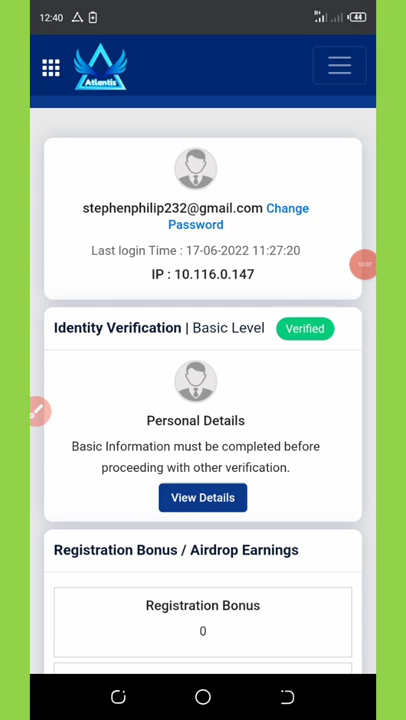 12:40
44
Atlantis
stephenphilip232@gmail.com Change
Password
Last login Time : 17-06-2022 11:27:20
IP : 10.116.0.147
10:07
Identity Verification | Basic Level Verified
Personal Details
Basic Information must be completed before
proceeding with other verification.
View Details
Registration Bonus / Airdrop Earnings
Registration Bonus
0